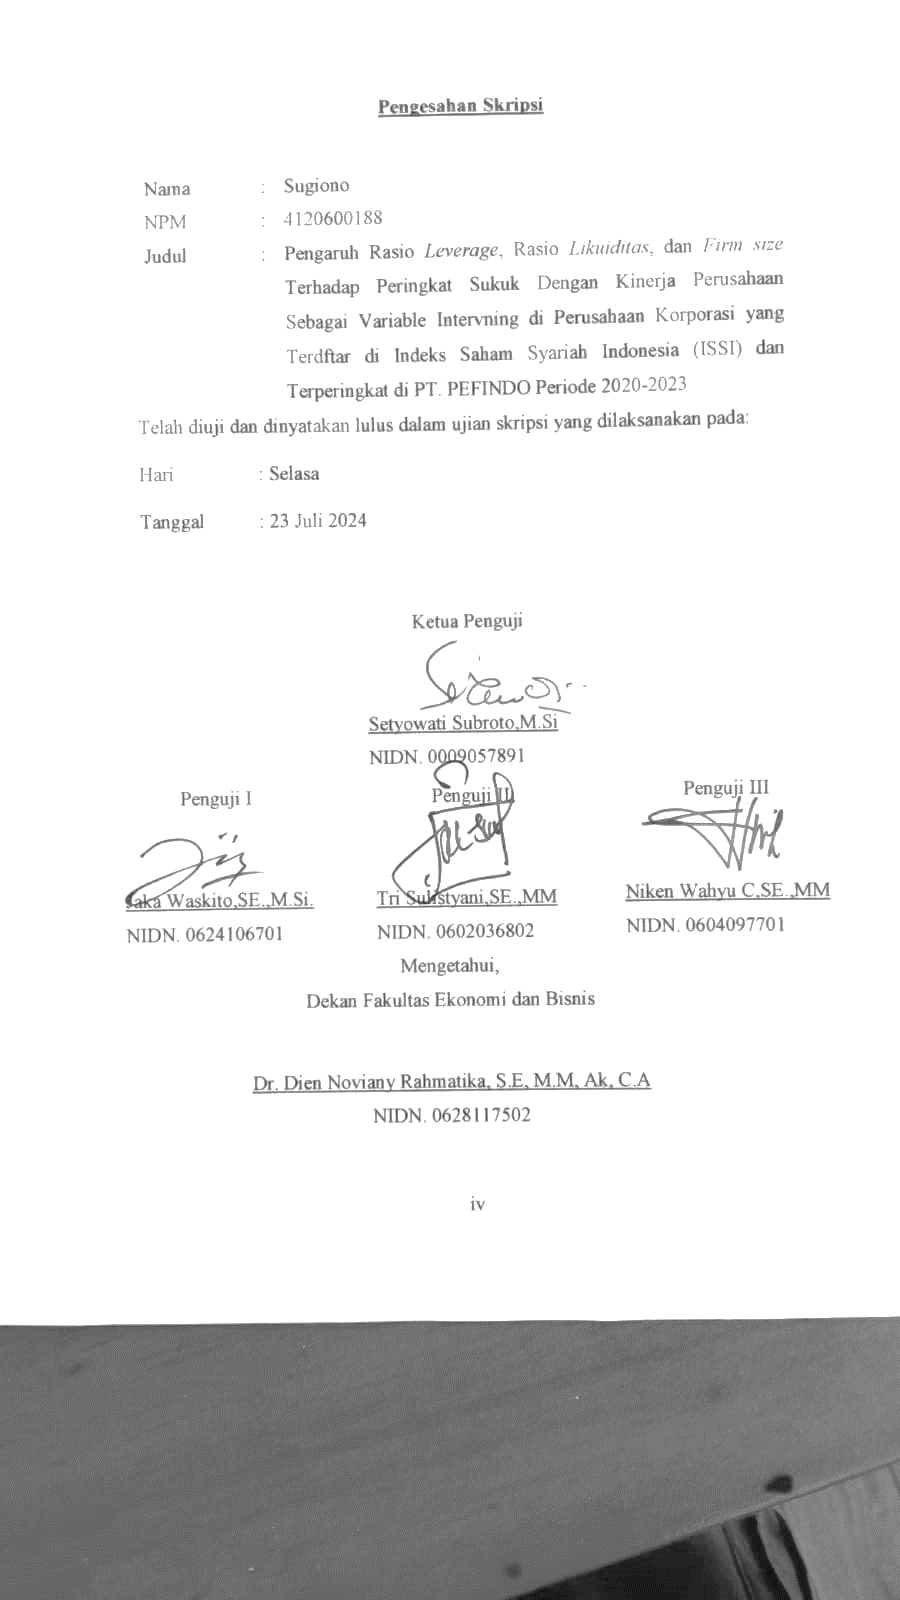 Pengesahan Skripsi
Nama : Sugiono
NPM : 4120600188
Judul : Pengaruh Rasio Leverage, Rasio Likuiditas, dan Firm size
Terhadap Peringkat Sukuk Dengan Kinerja Perusahaan
Sebagai Variable Intervning di Perusahaan Korporasi yang
Terdftar di Indeks Saham Syariah Indonesia (ISSI) dan
Terperingkat di PT. PEFINDO Periode 2020-2023
Telah diuji dan dinyatakan lulus dalam ujian skripsi yang dilaksanakan pada:
Hari : Selasa
Tanggal : 23 Juli 2024
Ketua Penguji
Setyowati Subroto,M.Si
NIDN. 0009057891
Penguji I Penguji II Penguji III
Jaka Waskito,SE.,M.Si. Tri Sulistyani,SE.,MM Niken Wahyu C,SE.,MM
NIDN. 0624106701 NIDN. 0602036802 NIDN. 0604097701
Mengetahui,
Dekan Fakultas Ekonomi dan Bisnis
Dr. Dien Noviany Rahmatika, S.E, M.M, Ak, C.A
NIDN. 0628117502
iv